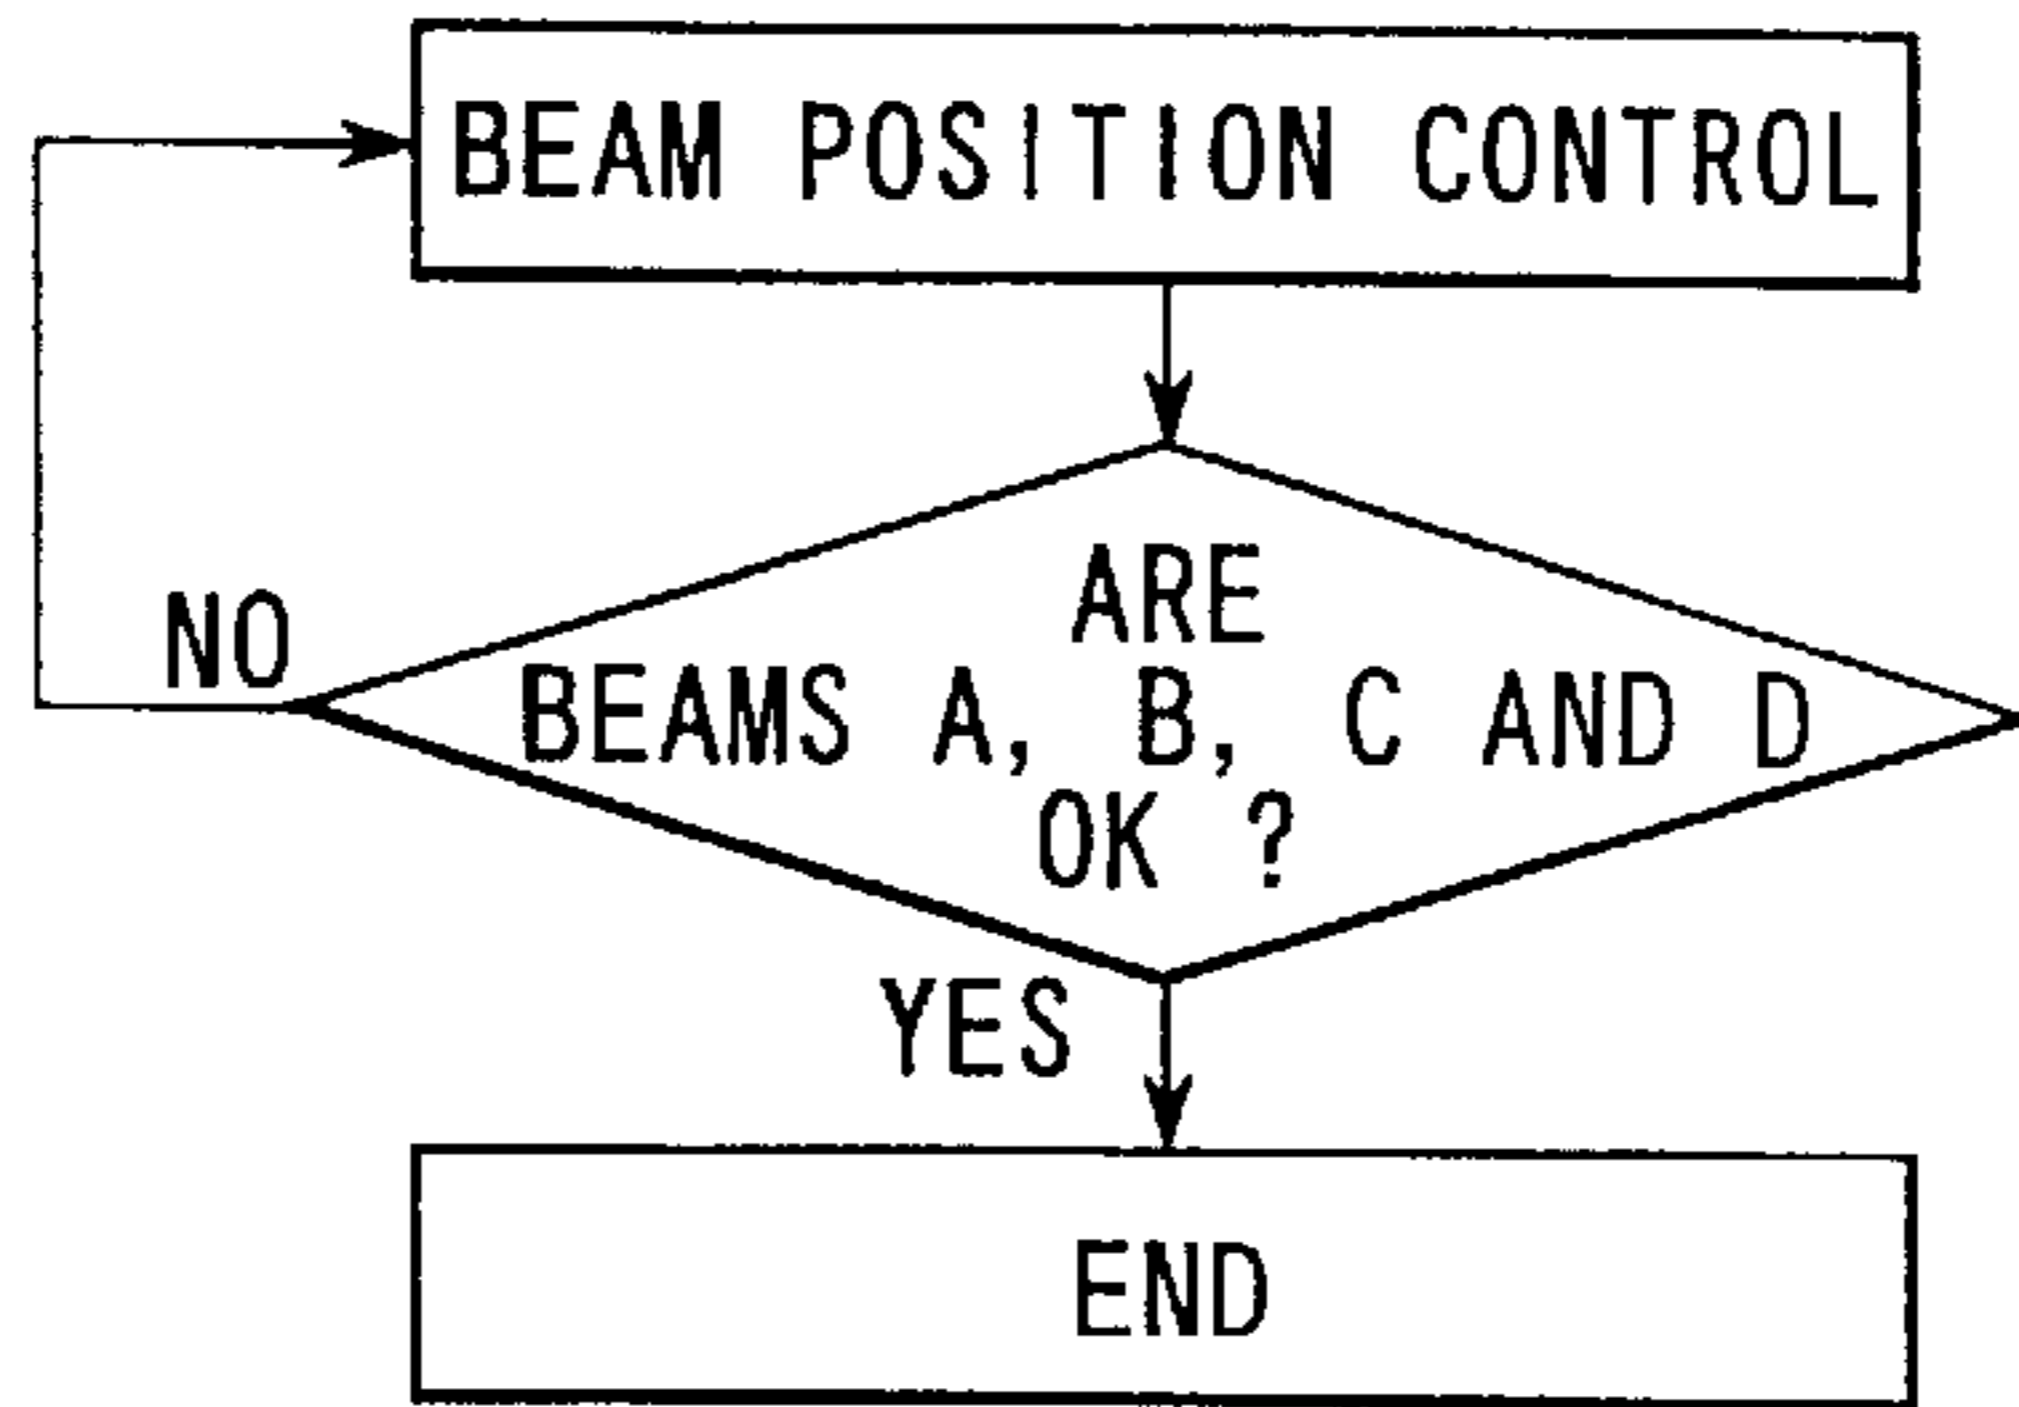 BEAM POSITION CONTROL
ARE
BEAMS A, B, C AND D
OK ?
NO
YES
END